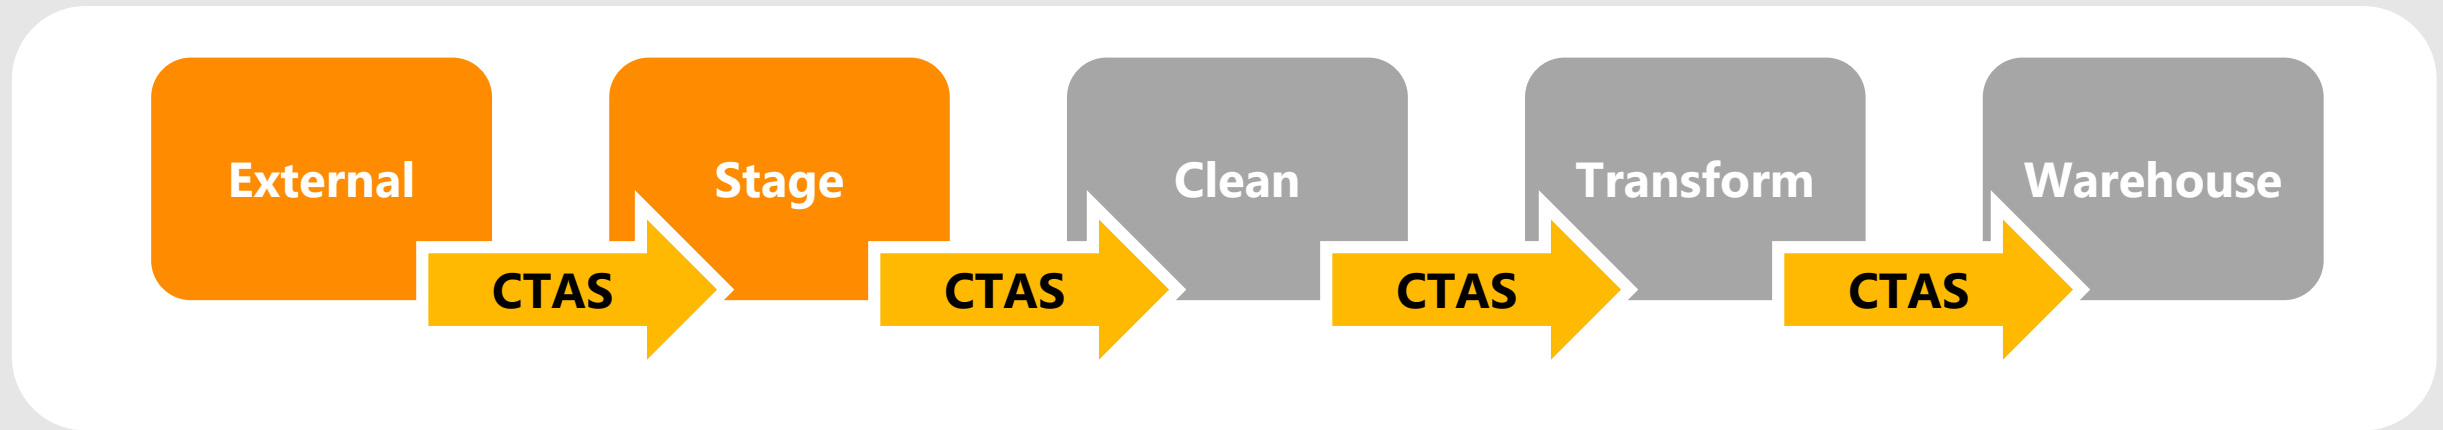 External
Stage
Clean
Transform
Warehouse
CTAS
CTAS
CTAS
CTAS